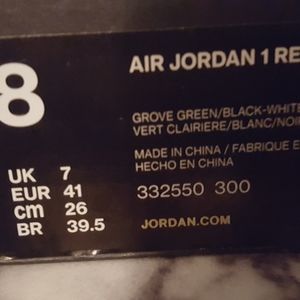 8
AIR JORDAN 1 RE
GROVE GREEN/BLACK-WHIT
VERT CLAIRIERE/BLANC/NOI
MADE IN CHINA / FABRIQUE E
HECHO EN CHINA
UK 7
EUR 41
cm 26
BR 39.5
332550 300
JORDAN.COM